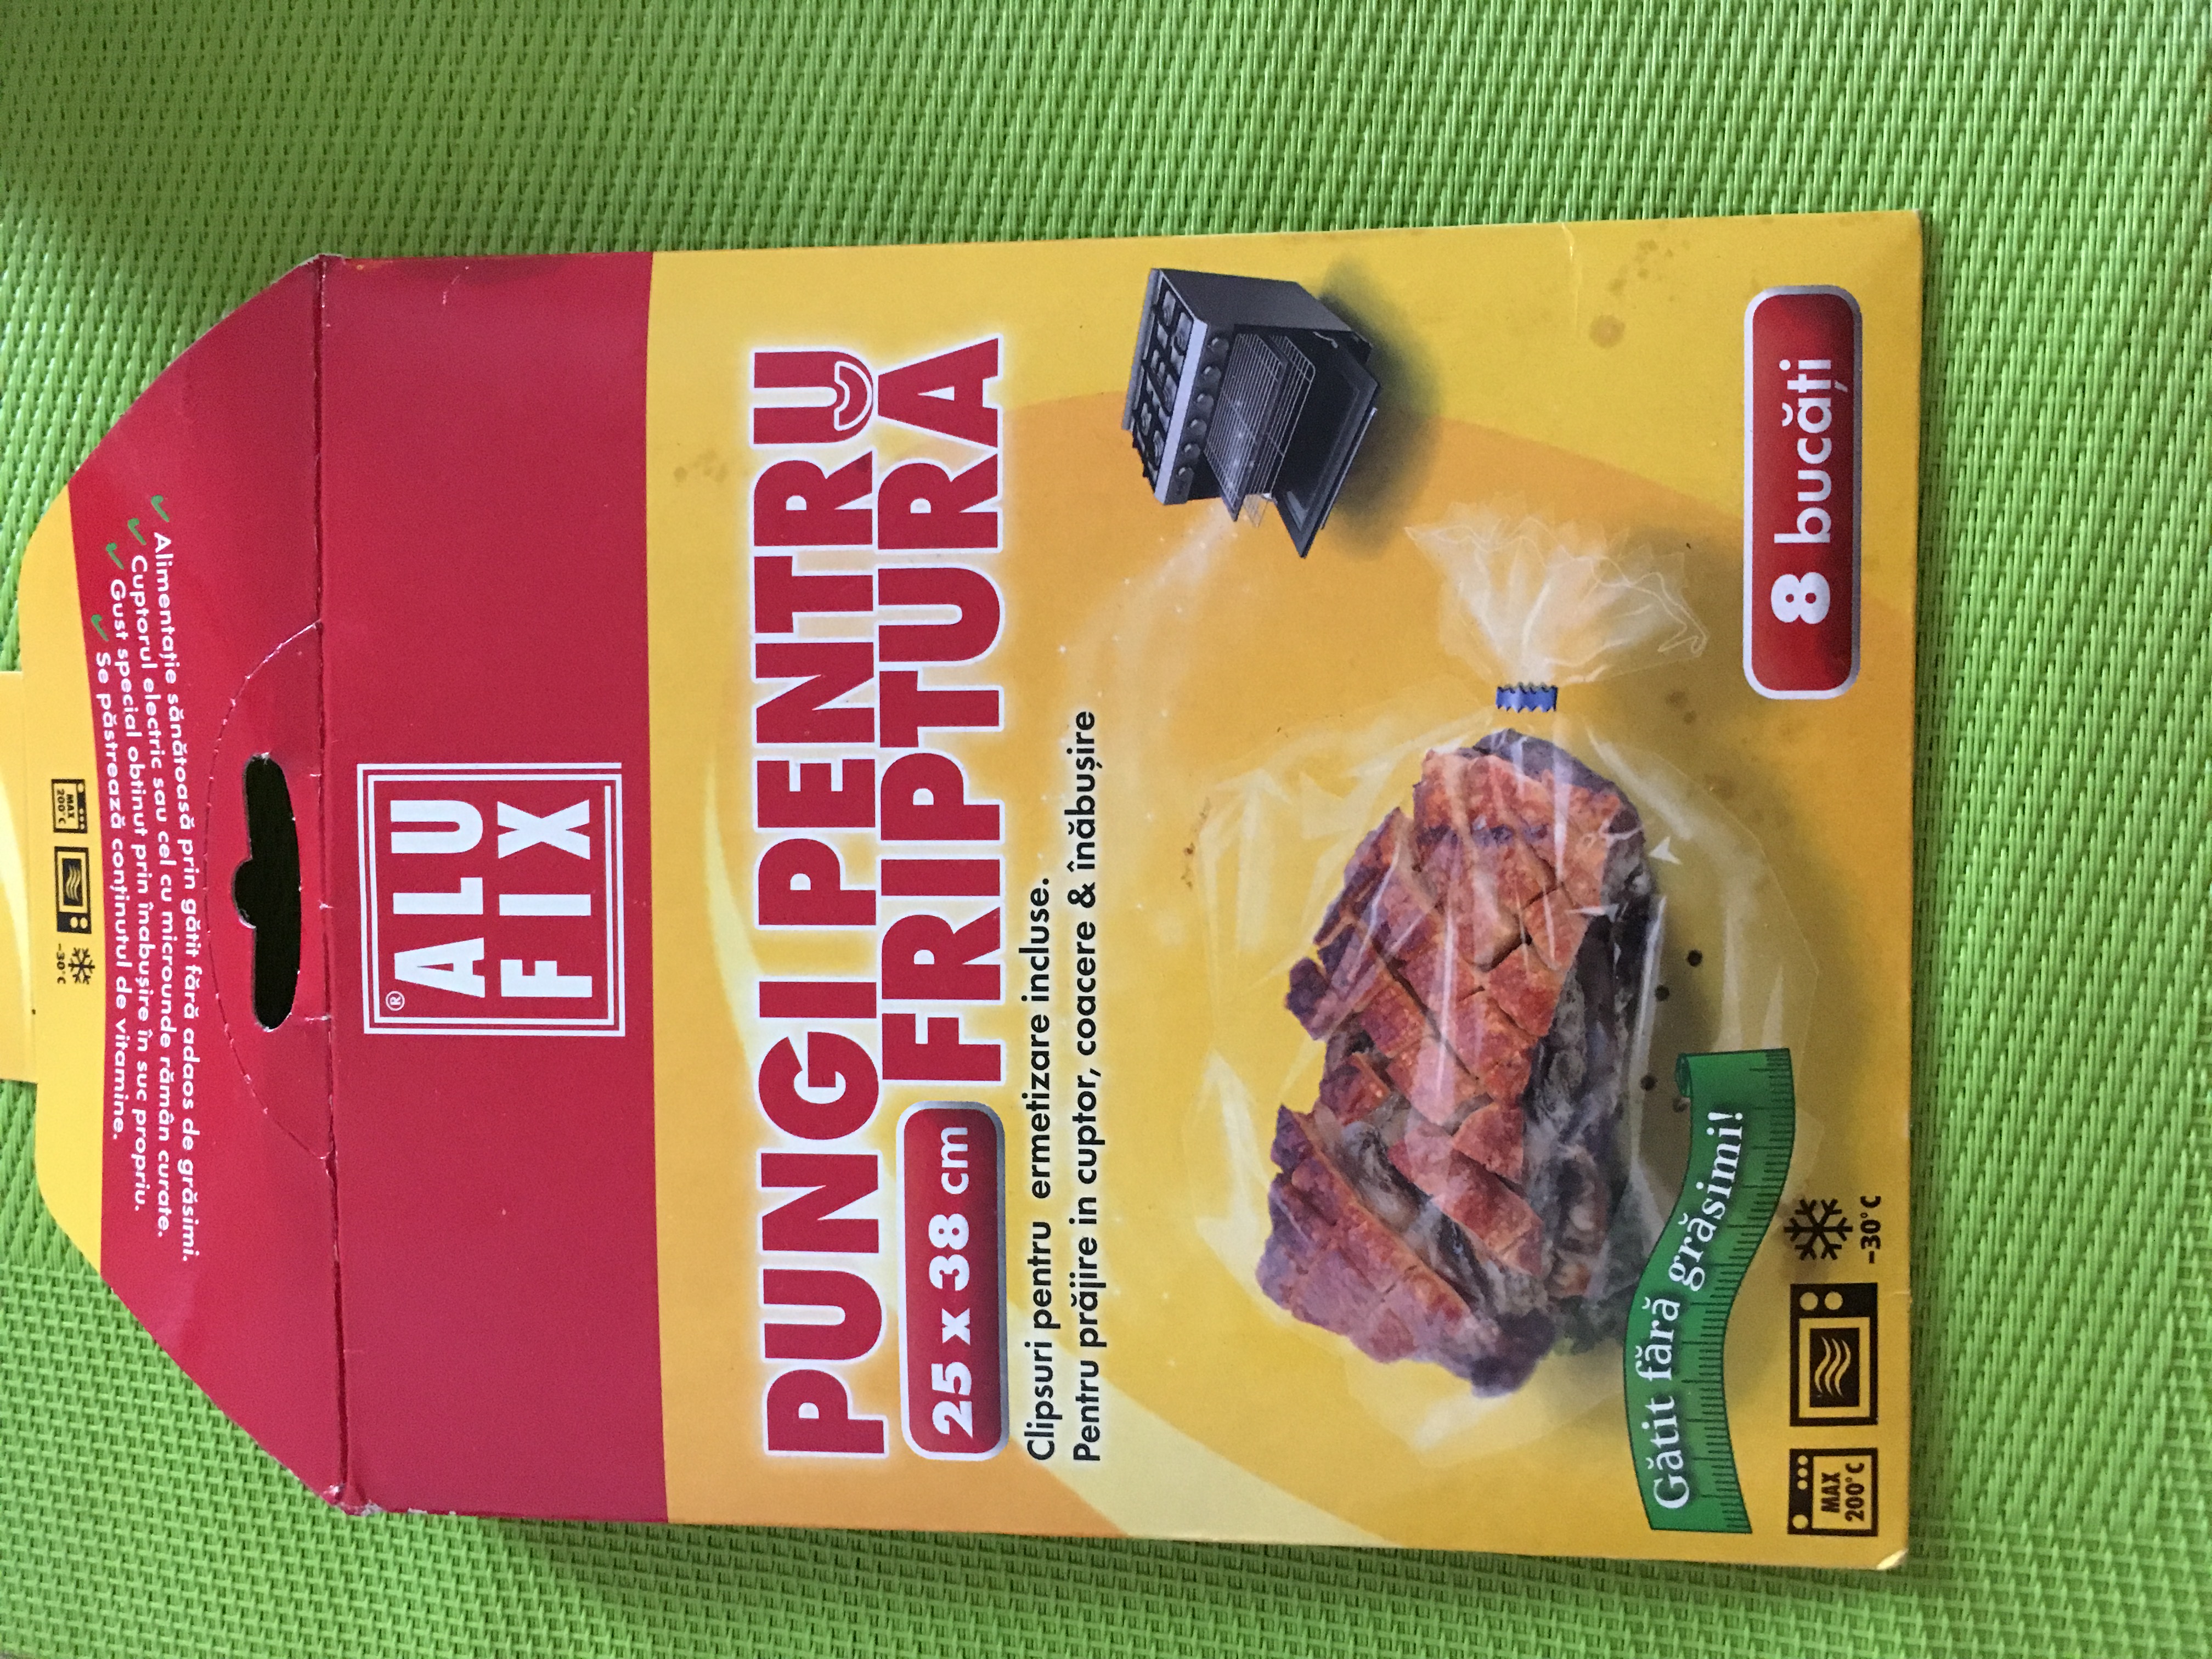 ✓ Alimentație sănătoasă prin gătit fără adaos de grăsimi.
✓ Cuptorul electric sau cel cu microunde rămân curate.
✓ Gust special obținut prin înăbușire în suc propriu.
✓ Se păstrează conținutul de vitamine.
MAX
200°C
-30°C
ALU
FIX
®
PUNGI PENTRU
FRIPTURA
25 x 38 cm
Clipsuri pentru ermetizare incluse.
Pentru prăjire in cuptor, coacere & înăbușire
Gătit fără grăsimi!
MAX
200°C
-30°C
8 bucăți